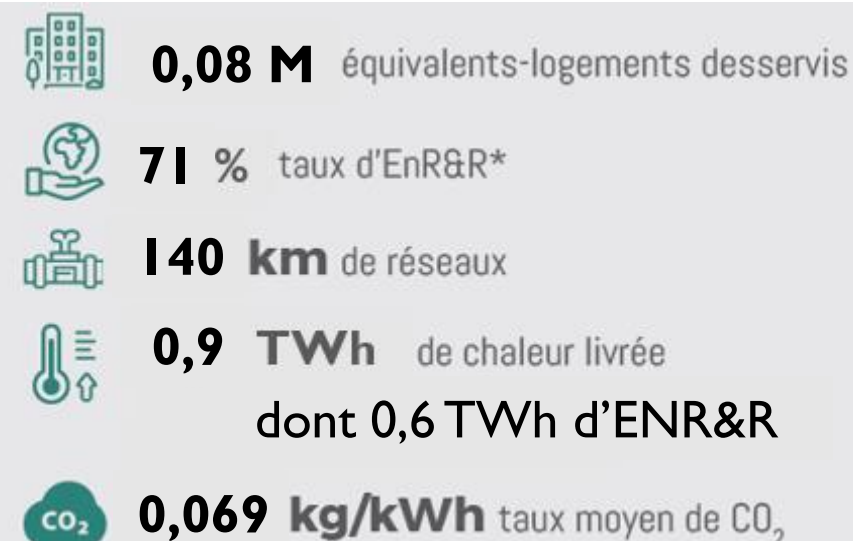 0,08 M équivalents-logements desservis
71 % taux d'EnR&R*
140 km de réseaux
0,9 TWh de chaleur livrée
dont 0,6 TWh d'ENR&R
CO₂ 0,069 kg/kWh taux moyen de CO₂